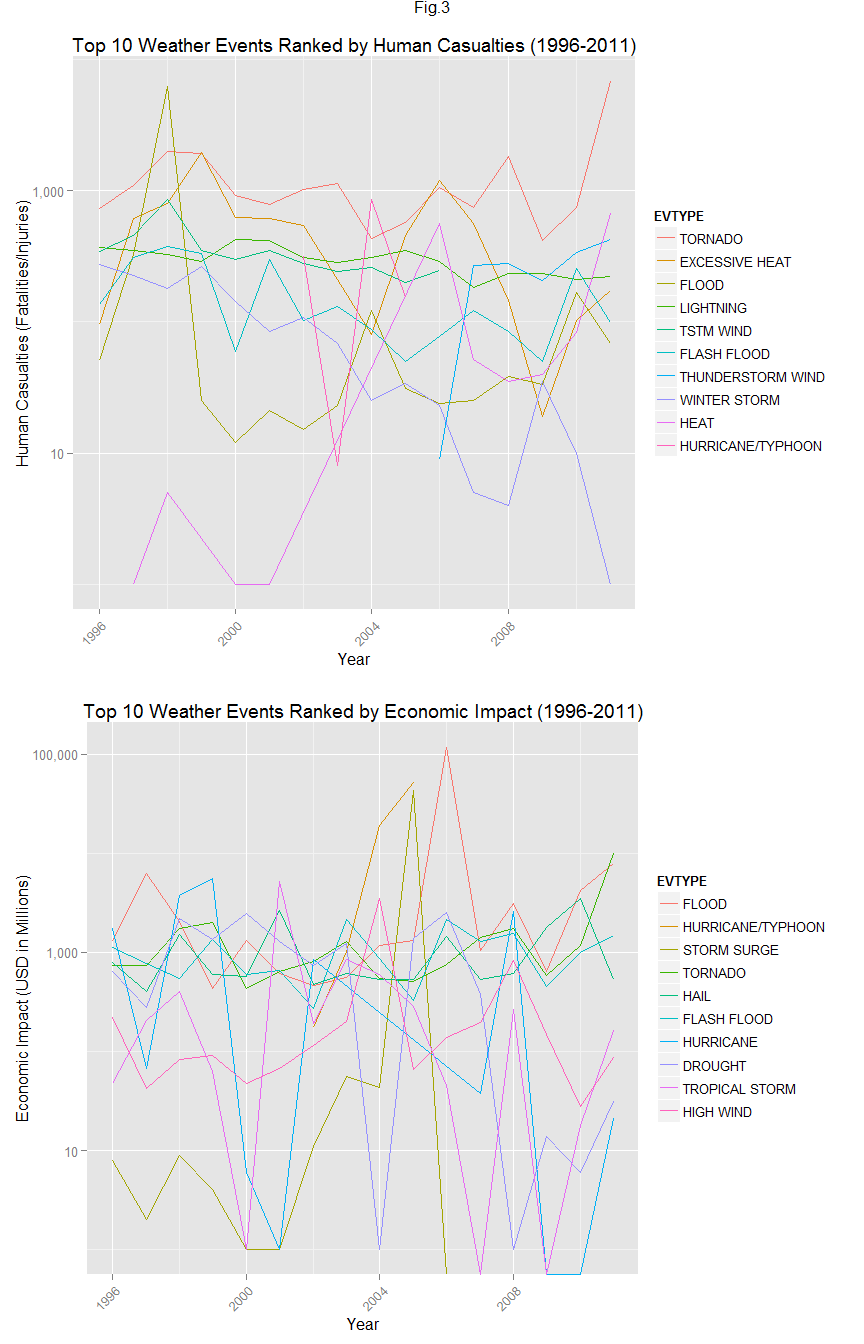 Fig.3
Top 10 Weather Events Ranked by Human Casualties (1996-2011)
Human Casualties (Fatalities/Injuries)
1,000
10
1996
2000
2004
2008
Year
EVTYPE
TORNADO
EXCESSIVE HEAT
FLOOD
LIGHTNING
TSTM WIND
FLASH FLOOD
THUNDERSTORM WIND
WINTER STORM
HEAT
HURRICANE/TYPHOON
Top 10 Weather Events Ranked by Economic Impact (1996-2011)
Economic Impact (USD in Millions)
100,000
1,000
10
1996
2000
2004
2008
Year
EVTYPE
FLOOD
HURRICANE/TYPHOON
STORM SURGE
TORNADO
HAIL
FLASH FLOOD
HURRICANE
DROUGHT
TROPICAL STORM
HIGH WIND